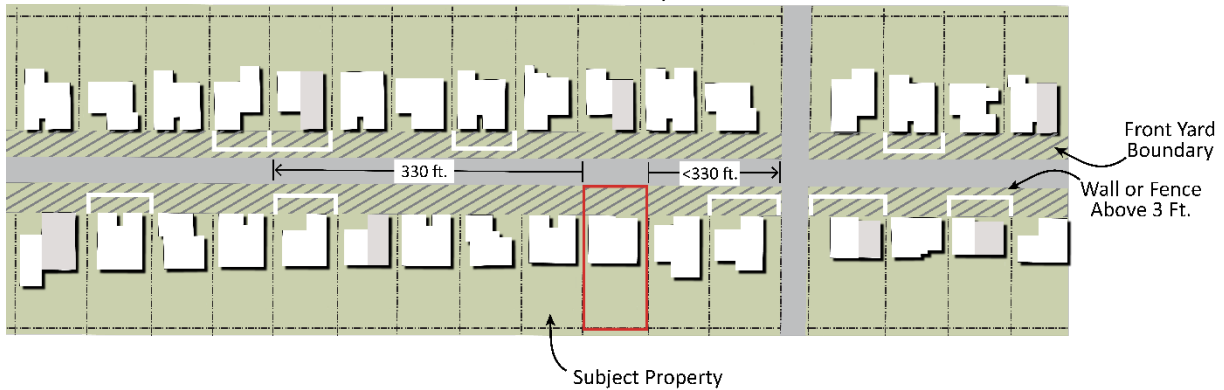 330 ft.
<330 ft.
Front Yard
Boundary
Wall or Fence
Above 3 Ft.
Subject Property